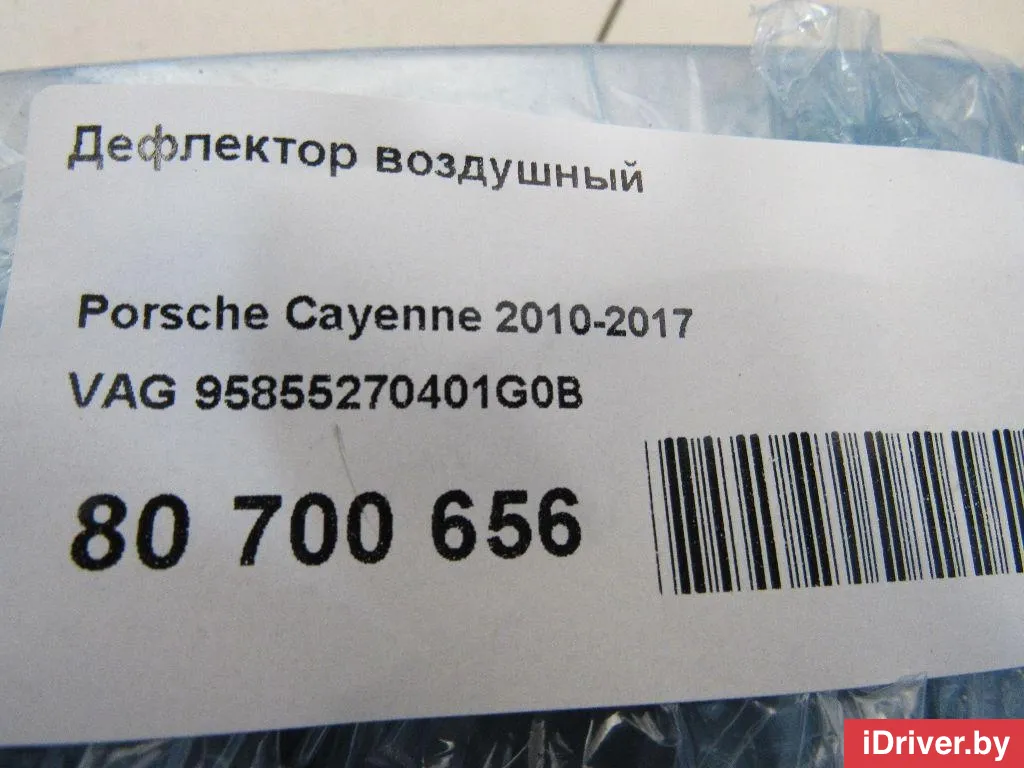 Дефлектор воздушный
Porsche Cayenne 2010-2017
VAG 95855270401G0B
80 700 656
iDriver.by